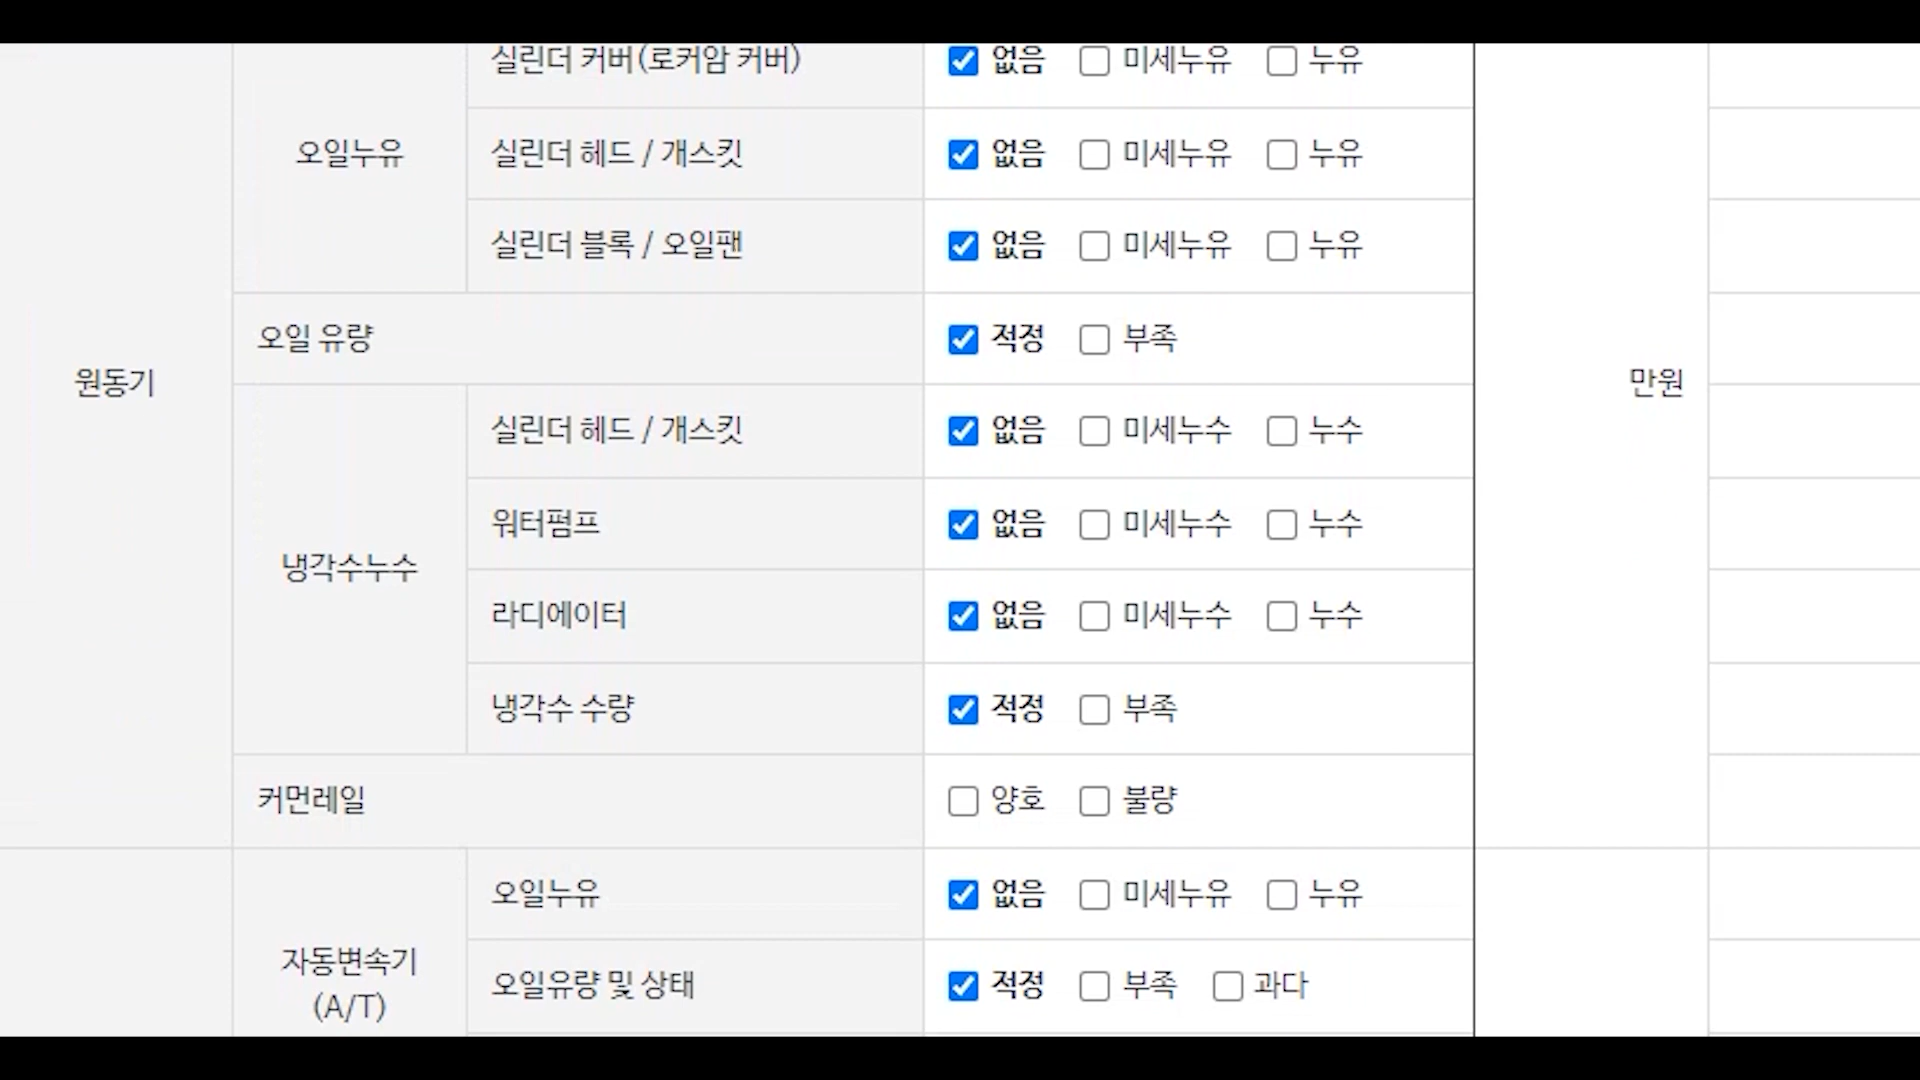 실린더 커버(로커암 커버) 없음 미세누유 누유
오일누유 실린더 헤드 / 개스킷 없음 미세누유 누유
실린더 블록 / 오일팬 없음 미세누유 누유
오일 유량 적정 부족
원동기 만원
실린더 헤드 / 개스킷 없음 미세누수 누수
워터펌프 없음 미세누수 누수
냉각수누수
라디에이터 없음 미세누수 누수
냉각수 수량 적정 부족
커먼레일 양호 불량
오일누유 없음 미세누유 누유
자동변속기
(A/T)
오일유량 및 상태 적정 부족 과다